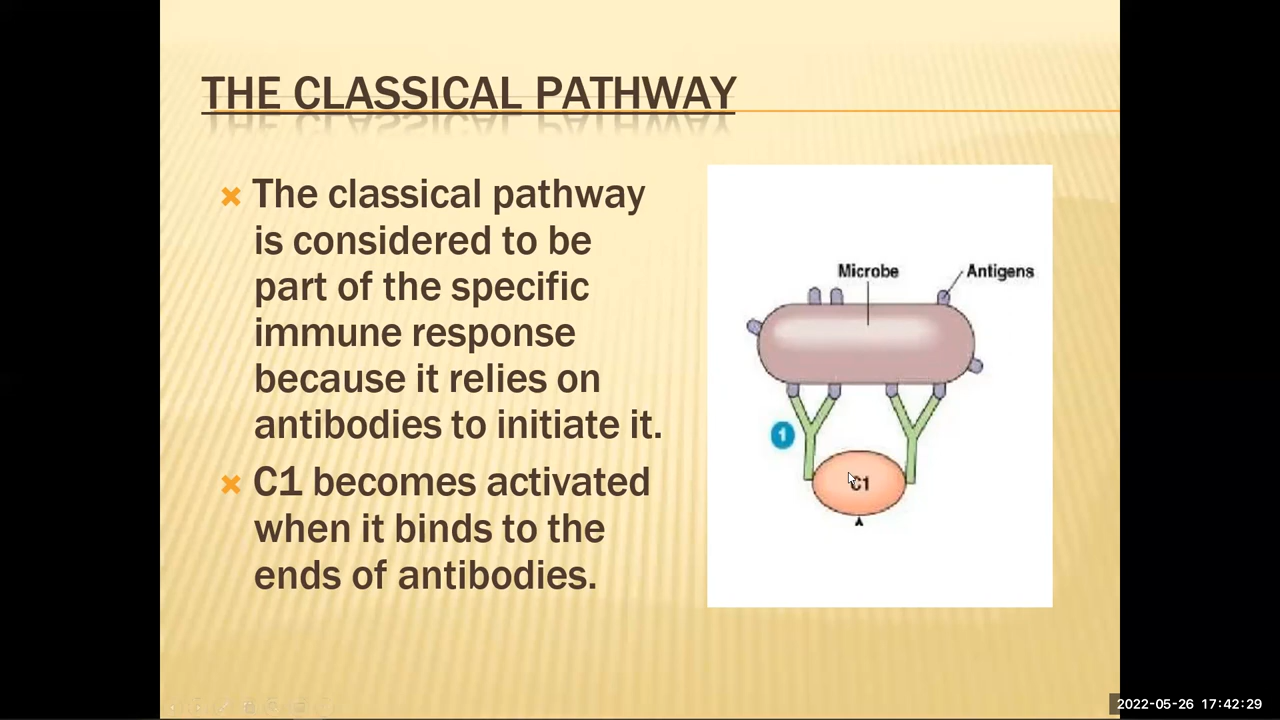 THE CLASSICAL PATHWAY
The classical pathway
is considered to be
part of the specific
immune response
because it relies on
antibodies to initiate it.
C1 becomes activated
when it binds to the
ends of antibodies.
Microbe
Antigens
1
C1
2022-05-26 17:42:29